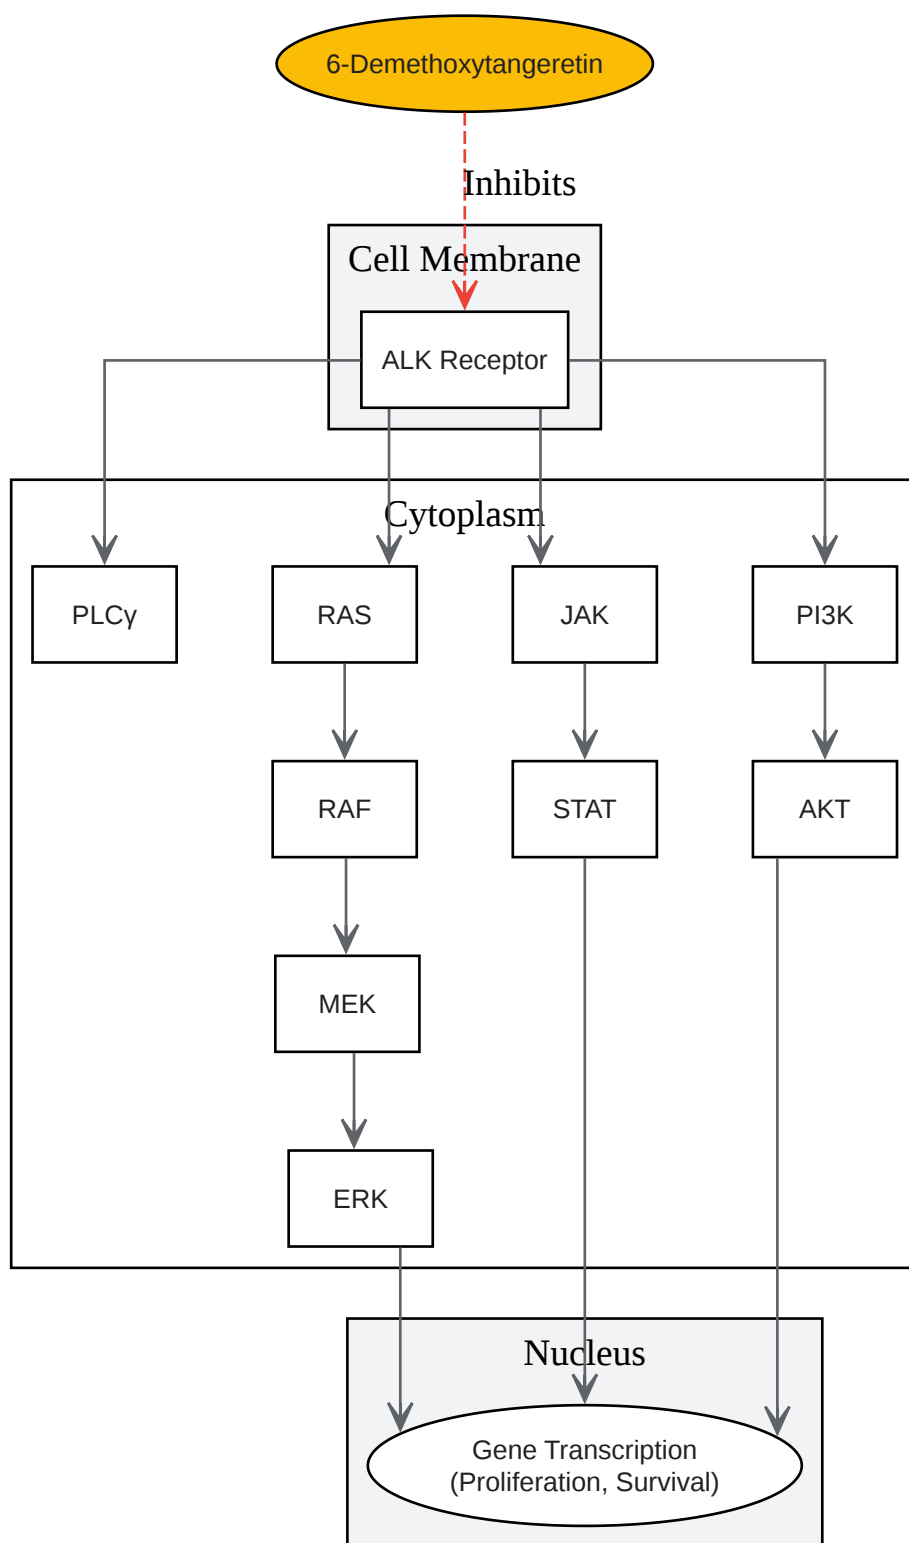 6-Demethoxytangeretin
Inhibits
Cell Membrane
ALK Receptor
Cytoplasm
PLCγ
RAS
JAK
PI3K
RAF
STAT
AKT
MEK
ERK
Nucleus
Gene Transcription
(Proliferation, Survival)